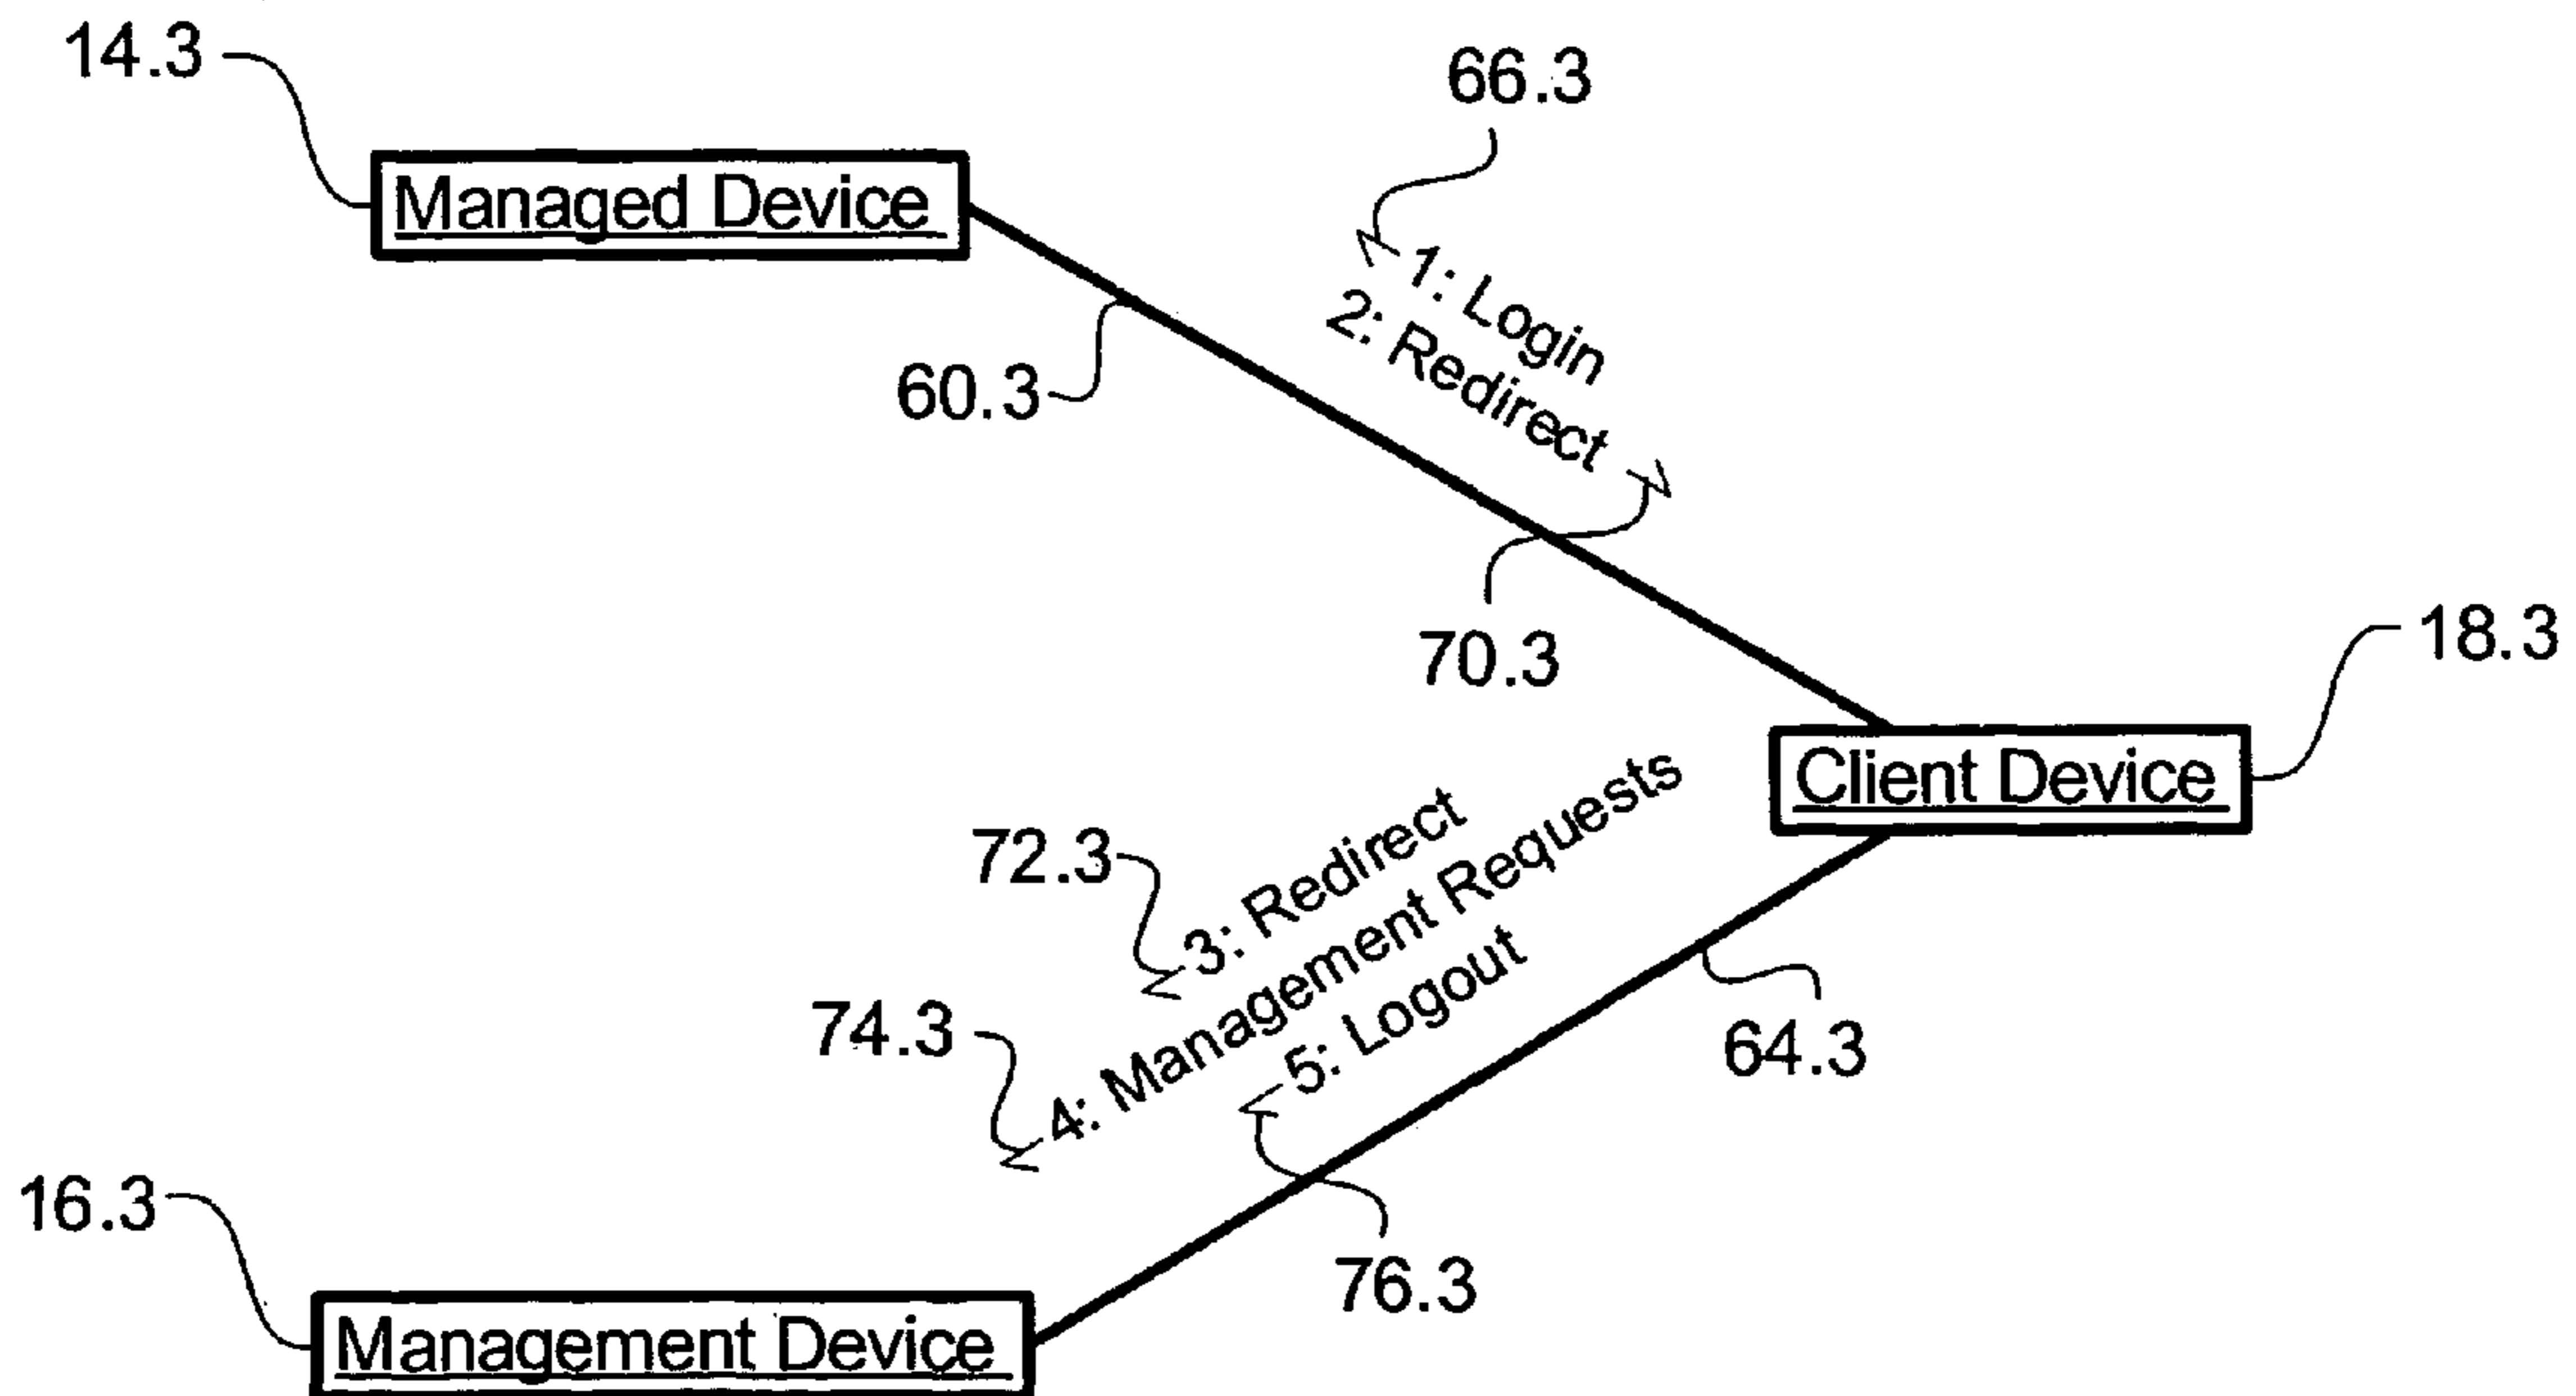 14.3
66.3
Managed Device
1: Login
2: Redirect
60.3
70.3
18.3
Client Device
72.3
3: Redirect
4: Management Requests
5: Logout
74.3
64.3
16.3
76.3
Management Device